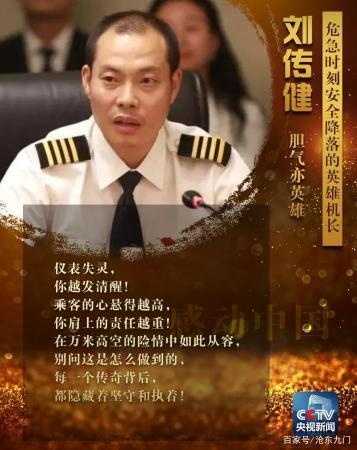 刘传健
危急时刻安全降落的英雄机长
胆气亦英雄
仪表失灵，
你越发清醒！
乘客的心悬得越高，
你肩上的责任越重！
在万米高空的险情中如此从容，
别问这是怎么做到的，
每一个传奇背后，
都隐藏着坚守和执着！
感动中国
CCTV
央视新闻
百家号/沧东九门